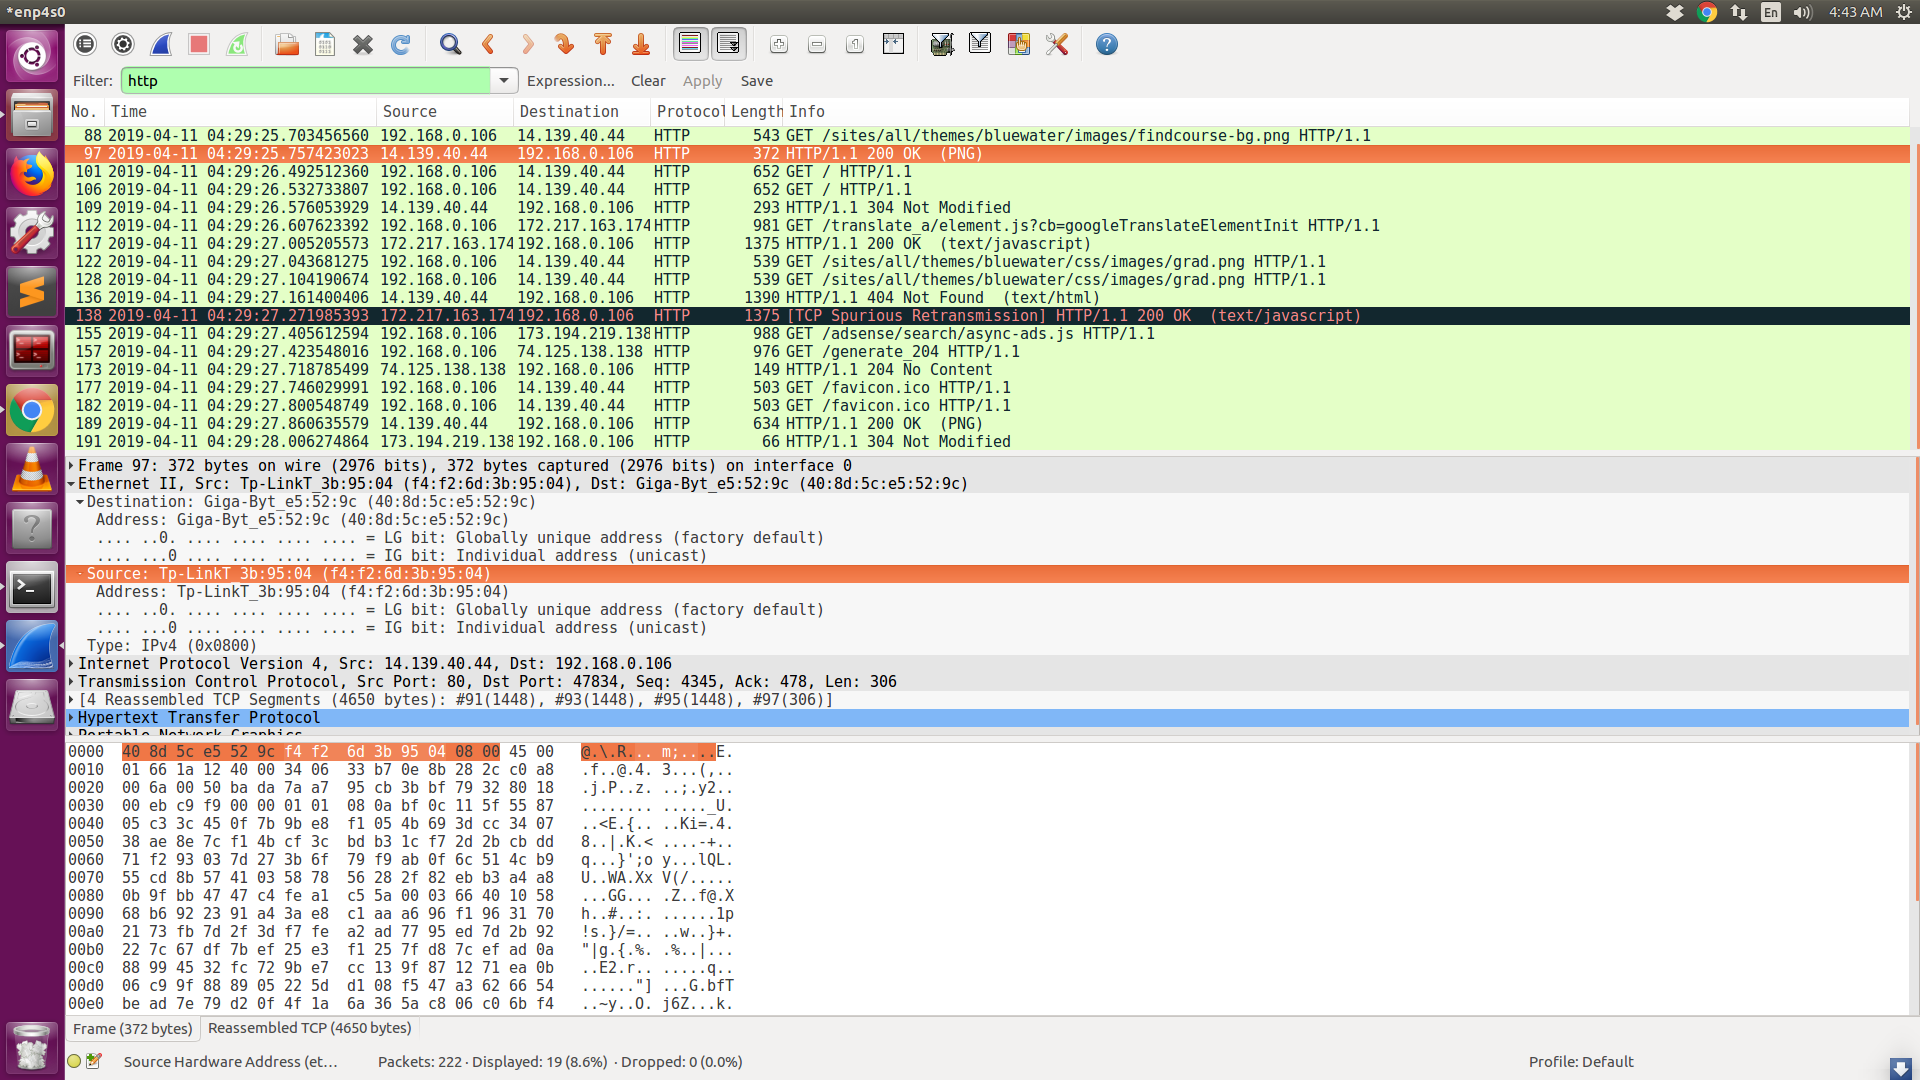 *enp4s0
En
4:43 AM
Filter: http Expression... Clear Apply Save
No. Time Source Destination Protocol Length Info
88 2019-04-11 04:29:25.703456560 192.168.0.106 14.139.40.44 HTTP 543 GET /sites/all/themes/bluewater/images/findcourse-bg.png HTTP/1.1
97 2019-04-11 04:29:25.757423023 14.139.40.44 192.168.0.106 HTTP 372 HTTP/1.1 200 OK (PNG)
101 2019-04-11 04:29:26.492512360 192.168.0.106 14.139.40.44 HTTP 652 GET / HTTP/1.1
106 2019-04-11 04:29:26.532733807 192.168.0.106 14.139.40.44 HTTP 652 GET / HTTP/1.1
109 2019-04-11 04:29:26.576053929 14.139.40.44 192.168.0.106 HTTP 293 HTTP/1.1 304 Not Modified
112 2019-04-11 04:29:26.607623392 192.168.0.106 172.217.163.174 HTTP 981 GET /translate_a/element.js?cb=googleTranslateElementInit HTTP/1.1
117 2019-04-11 04:29:27.005205573 172.217.163.174 192.168.0.106 HTTP 1375 HTTP/1.1 200 OK (text/javascript)
122 2019-04-11 04:29:27.043681275 192.168.0.106 14.139.40.44 HTTP 539 GET /sites/all/themes/bluewater/css/images/grad.png HTTP/1.1
128 2019-04-11 04:29:27.104190674 192.168.0.106 14.139.40.44 HTTP 539 GET /sites/all/themes/bluewater/css/images/grad.png HTTP/1.1
136 2019-04-11 04:29:27.161400406 14.139.40.44 192.168.0.106 HTTP 1390 HTTP/1.1 404 Not Found (text/html)
138 2019-04-11 04:29:27.271985393 172.217.163.174 192.168.0.106 HTTP 1375 [TCP Spurious Retransmission] HTTP/1.1 200 OK (text/javascript)
155 2019-04-11 04:29:27.405612594 192.168.0.106 173.194.219.138 HTTP 988 GET /adsense/search/async-ads.js HTTP/1.1
157 2019-04-11 04:29:27.423548016 192.168.0.106 74.125.138.138 HTTP 976 GET /generate_204 HTTP/1.1
173 2019-04-11 04:29:27.718785499 74.125.138.138 192.168.0.106 HTTP 149 HTTP/1.1 204 No Content
177 2019-04-11 04:29:27.746029991 192.168.0.106 14.139.40.44 HTTP 503 GET /favicon.ico HTTP/1.1
182 2019-04-11 04:29:27.800548749 192.168.0.106 14.139.40.44 HTTP 503 GET /favicon.ico HTTP/1.1
189 2019-04-11 04:29:27.860635579 14.139.40.44 192.168.0.106 HTTP 634 HTTP/1.1 200 OK (PNG)
191 2019-04-11 04:29:28.006274864 173.194.219.138 192.168.0.106 HTTP 66 HTTP/1.1 304 Not Modified
Frame 97: 372 bytes on wire (2976 bits), 372 bytes captured (2976 bits) on interface 0
Ethernet II, Src: Tp-LinkT_3b:95:04 (f4:f2:6d:3b:95:04), Dst: Giga-Byt_e5:52:9c (40:8d:5c:e5:52:9c)
Destination: Giga-Byt_e5:52:9c (40:8d:5c:e5:52:9c)
Address: Giga-Byt_e5:52:9c (40:8d:5c:e5:52:9c)
.... ..0. .... .... .... .... = LG bit: Globally unique address (factory default)
.... ...0 .... .... .... .... = IG bit: Individual address (unicast)
Source: Tp-LinkT_3b:95:04 (f4:f2:6d:3b:95:04)
Address: Tp-LinkT_3b:95:04 (f4:f2:6d:3b:95:04)
.... ..0. .... .... .... .... = LG bit: Globally unique address (factory default)
.... ...0 .... .... .... .... = IG bit: Individual address (unicast)
Type: IPv4 (0x0800)
Internet Protocol Version 4, Src: 14.139.40.44, Dst: 192.168.0.106
Transmission Control Protocol, Src Port: 80, Dst Port: 47834, Seq: 4345, Ack: 478, Len: 306
[4 Reassembled TCP Segments (4650 bytes): #91(1448), #93(1448), #95(1448), #97(306)]
Hypertext Transfer Protocol
Portable Network Graphics
0000 40 8d 5c e5 52 9c f4 f2 6d 3b 95 04 08 00 45 00 @.\.R... m;....E.
0010 01 66 1a 12 40 00 34 06 33 b7 0e 8b 28 2c c0 a8 .f..@.4. 3...(,..
0020 00 6a 00 50 ba da 7a a7 95 cb 3b bf 79 32 80 18 .j.P..z. ..;.y2..
0030 00 eb c9 f9 00 00 01 01 08 0a bf 0c 11 5f 55 87 ........ ....._U.
0040 05 c3 3c 45 0f 7b 9b e8 f1 05 4b 69 3d cc 34 07 ..<E.{.. ..Ki=.4.
0050 38 ae 8e 7c f1 4b cf 3c bd b3 1c f7 2d 2b cb dd 8..|.K.< ....-+..
0060 71 f2 93 03 7d 27 3b 6f 79 f9 ab 0f 6c 51 4c b9 q...}';o y...lQL.
0070 55 cd 8b 57 41 03 58 78 56 28 2f 82 eb b3 a4 a8 U..WA.Xx V(/.....
0080 0b 9f bb 47 47 c4 fe a1 c5 5a 00 03 66 40 10 58 ...GG... .Z..f@.X
0090 68 b6 92 23 91 a4 3a e8 c1 aa a6 96 f1 96 31 70 h..#..:. ......1p
00a0 21 73 fb 7d 2f 3d f7 fe a2 ad 77 95 ed 7d 2b 92 !s.}/=.. ..w..}+.
00b0 22 7c 67 df 7b ef 25 e3 f1 25 7f d8 7c ef ad 0a "|g.{.%. .%..|...
00c0 88 99 45 32 fc 72 9b e7 cc 13 9f 87 12 71 ea 0b ..E2.r.. .....q..
00d0 06 c9 9f 88 89 05 22 5d d1 08 f5 47 a3 62 66 54 ......"] ...G.bfT
00e0 be ad 7e 79 d2 0f 4f 1a 6a 36 5a c8 06 c0 6b f4 ..~y..O. j6Z...k.
Frame (372 bytes) Reassembled TCP (4650 bytes)
Source Hardware Address (et... Packets: 222 · Displayed: 19 (8.6%) · Dropped: 0 (0.0%) Profile: Default